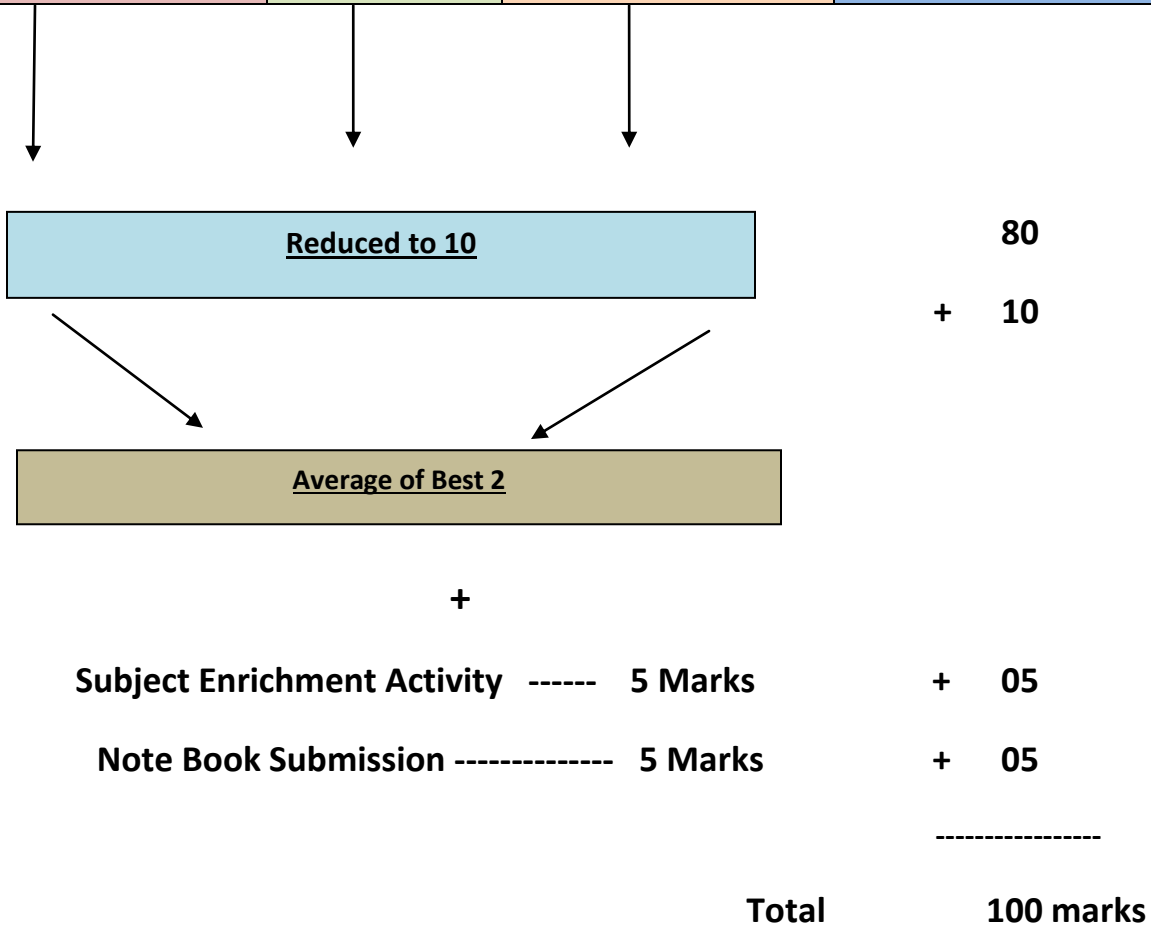 Reduced to 10
80
+ 10
Average of Best 2
+
Subject Enrichment Activity ------ 5 Marks + 05
Note Book Submission -------------- 5 Marks + 05
-----------------
Total 100 marks